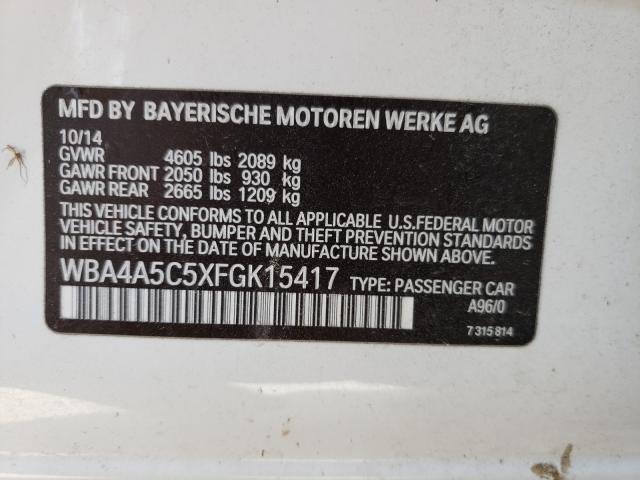 MFD BY BAYERISCHE MOTOREN WERKE AG
10/14
GVWR 4605 lbs 2089 kg
GAWR FRONT 2050 lbs 930 kg
GAWR REAR 2665 lbs 1209 kg
THIS VEHICLE CONFORMS TO ALL APPLICABLE U.S.FEDERAL MOTOR
VEHICLE SAFETY, BUMPER, AND THEFT PREVENTION STANDARDS
IN EFFECT ON THE DATE OF MANUFACTURE SHOWN ABOVE.
WBA4A5C5XFGK15417 TYPE: PASSENGER CAR
A96/0
7 315 814